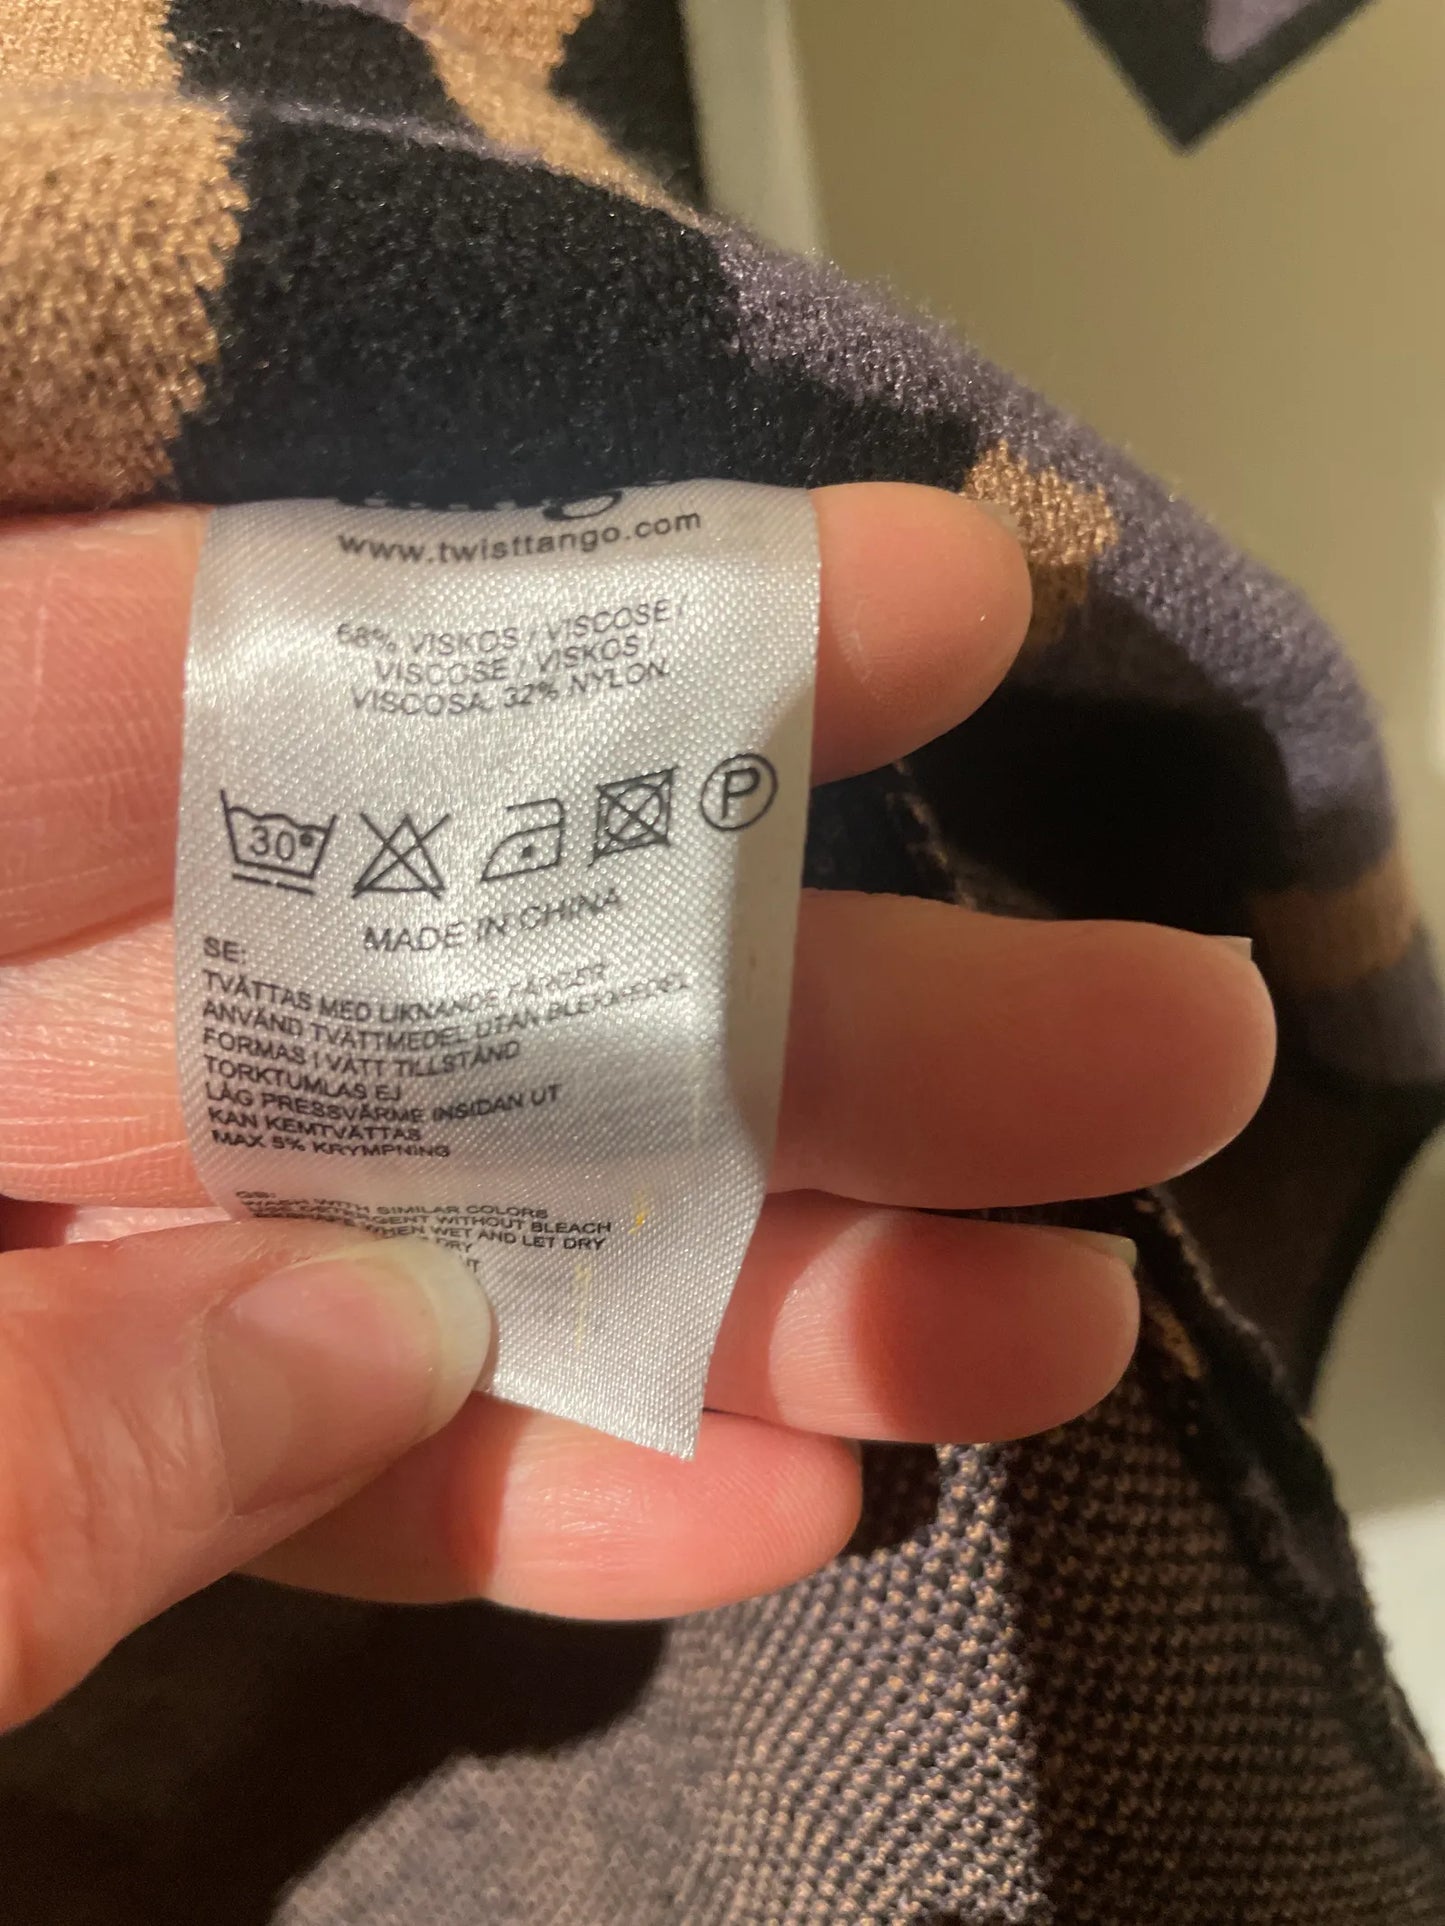 www.twisttango.com
68% VISKOS / VISCOSE /
VISCOSE / VISKOS /
VISCOSA, 32% NYLON
30°
P
MADE IN CHINA
SE:
TVÄTTAS MED LIKNANDE FÄRGER
ANVÄND TVÄTTMEDEL UTAN BLEKMEDEL
FORMAS I VÅTT TILLSTÅND
TORKTUMLAS EJ
LÅG PRESSVÄRME INSIDAN UT
KAN KEMTVÄTTAS
MAX 5% KRYMPNING
GB:
WASH WITH SIMILAR COLORS
WITHOUT BLEACH
WHEN WET AND LET DRY
DRY